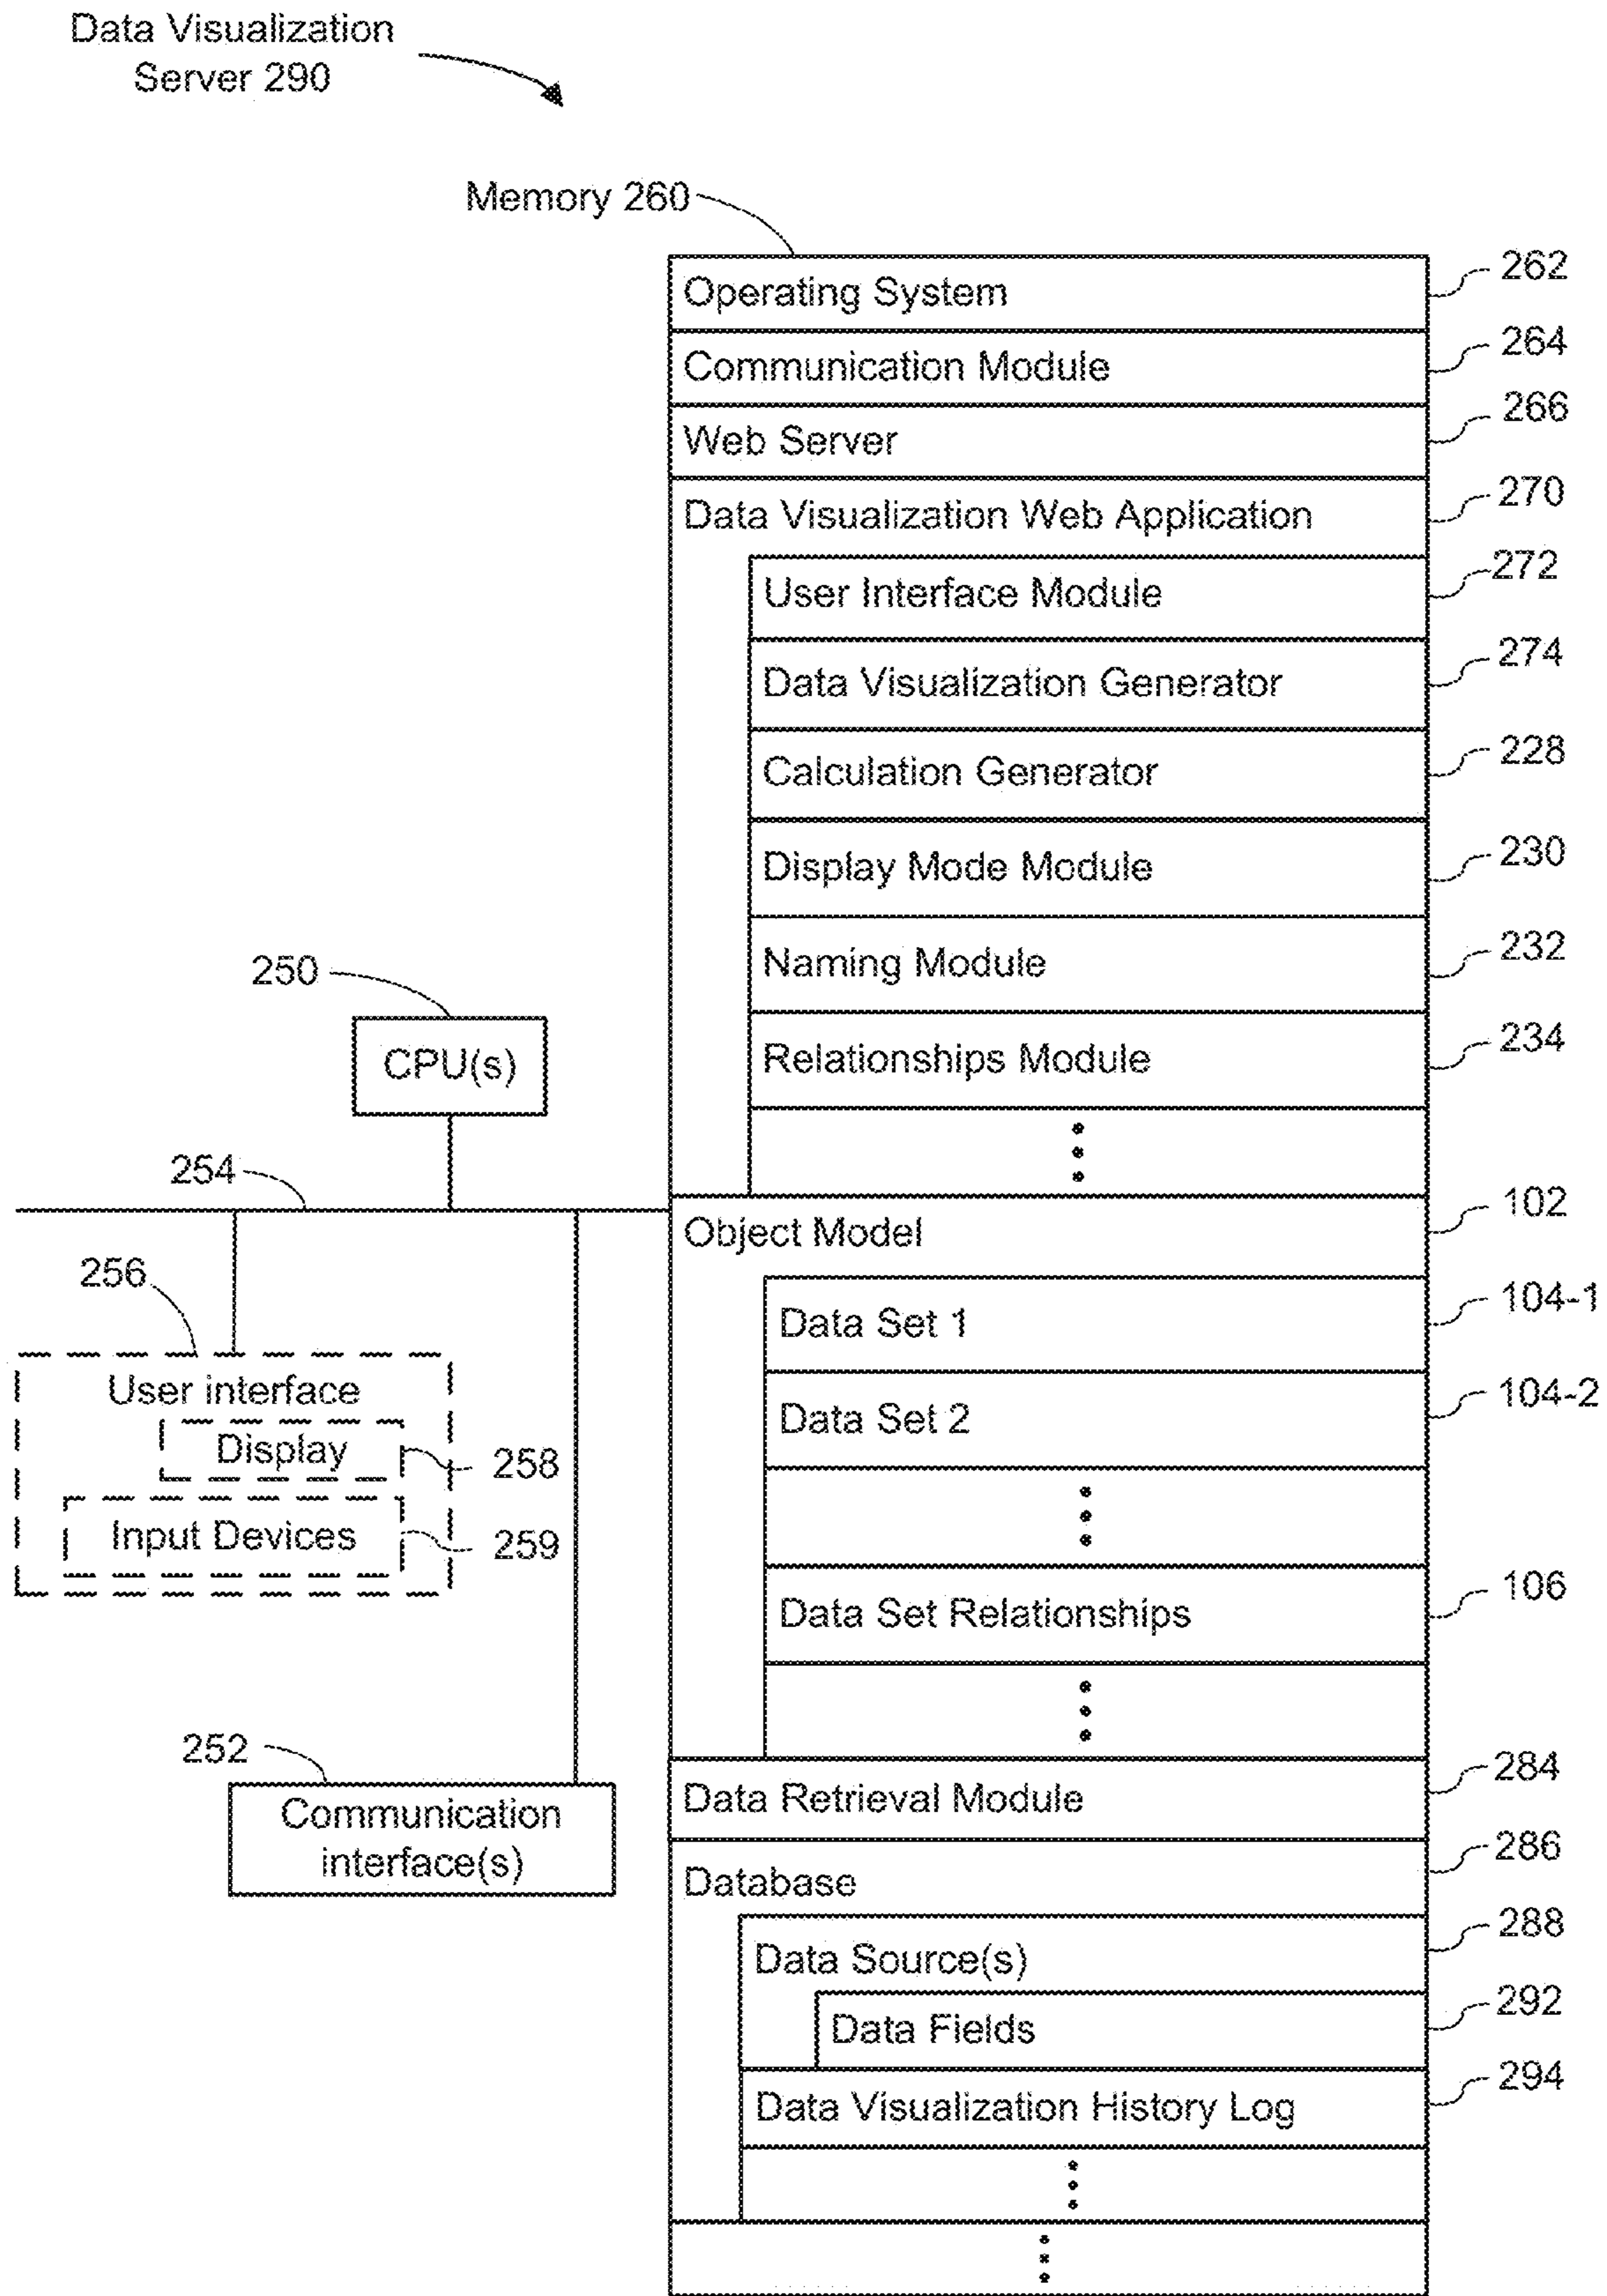 Data Visualization
Server 290
Memory 260
Operating System
262
Communication Module
264
Web Server
266
Data Visualization Web Application
270
User Interface Module
272
Data Visualization Generator
274
Calculation Generator
228
Display Mode Module
230
Naming Module
232
Relationships Module
234
250
CPU(s)
254
256
User interface
Display
258
Input Devices
259
252
Communication
interface(s)
Object Model
102
Data Set 1
104-1
Data Set 2
104-2
Data Set Relationships
106
Data Retrieval Module
284
Database
286
Data Source(s)
288
Data Fields
292
Data Visualization History Log
294